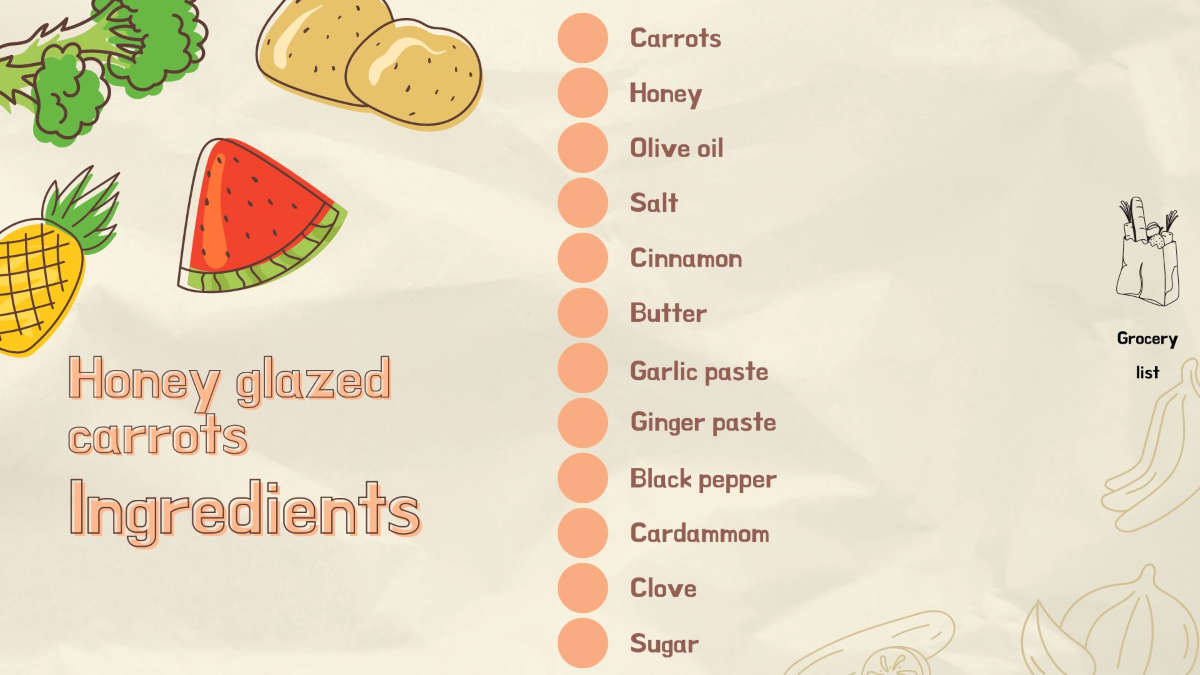 Honey glazed
carrots
Ingredients
Carrots
Honey
Olive oil
Salt
Cinnamon
Butter
Garlic paste
Ginger paste
Black pepper
Cardammom
Clove
Sugar
Grocery
list